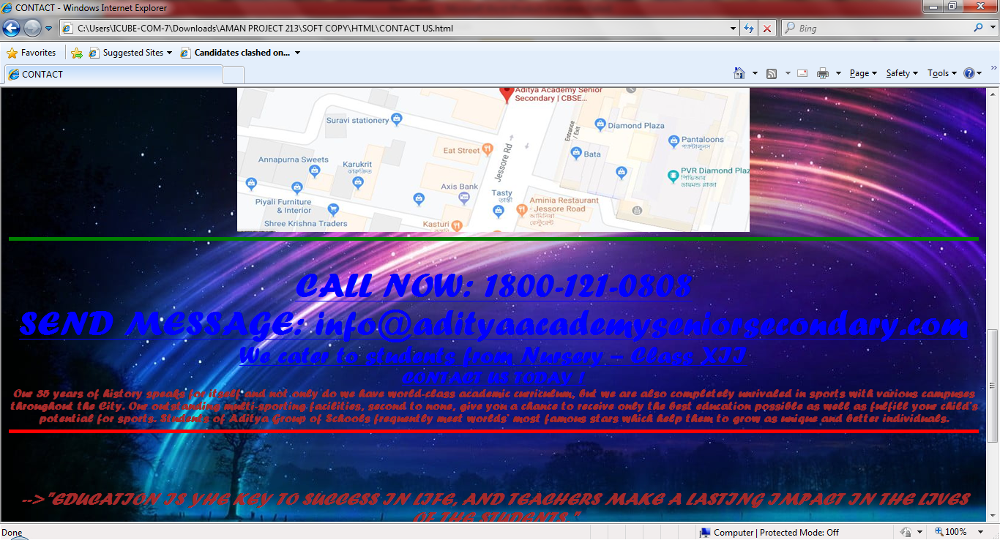 CONTACT - Windows Internet Explorer
C:\Users\ICUBE-COM-7\Downloads\AMAN PROJECT 213\SOFT COPY\HTML\CONTACT US.html
Bing
Favorites
Suggested Sites
Candidates clashed on...
CONTACT
Page
Safety
Tools
Aditya Academy Senior
Secondary | CBSE...
Suravi stationery
Entrance
/ Exit
Diamond Plaza
Pantaloons
প্যান্টালুনস
Eat Street
Jessore Rd
Bata
Annapurna Sweets
Karukrit
কারুক্রিত
PVR Diamond Plaz
পিভিআর
ডায়মন্ড প্লাজা
Axis Bank
Tasty
তাস্তী
Piyali Furniture
& Interior
Aminia Restaurant
- Jessore Road
আমিনিয়া
রেস্টুরেন্ট
Shree Krishna Traders
Kasturi
কস্তুরি
CALL NOW: 1800-121-0808
SEND MESSAGE: info@adityaacademyseniorsecondary.com
We cater to students from Nursery – Class XII
CONTACT US TODAY !
Our 35 years of history speaks for itself and not only do we have world-class academic curriculum, but we are also completely unrivaled in sports with various campuses
throughout the City. Our outstanding multi-sporting facilities, second to none, give you a chance to receive only the best education possible as well as fulfill your child's
potential for sports. Students of Aditya Group of Schools frequently meet worlds' most famous stars which help them to grow as unique and better individuals.
-->"EDUCATION IS YHE KEY TO SUCCESS IN LIFE, AND TEACHERS MAKE A LASTING IMPACT IN THE LIVES
OF THE STUDENTS."
Done
Computer | Protected Mode: Off
100%